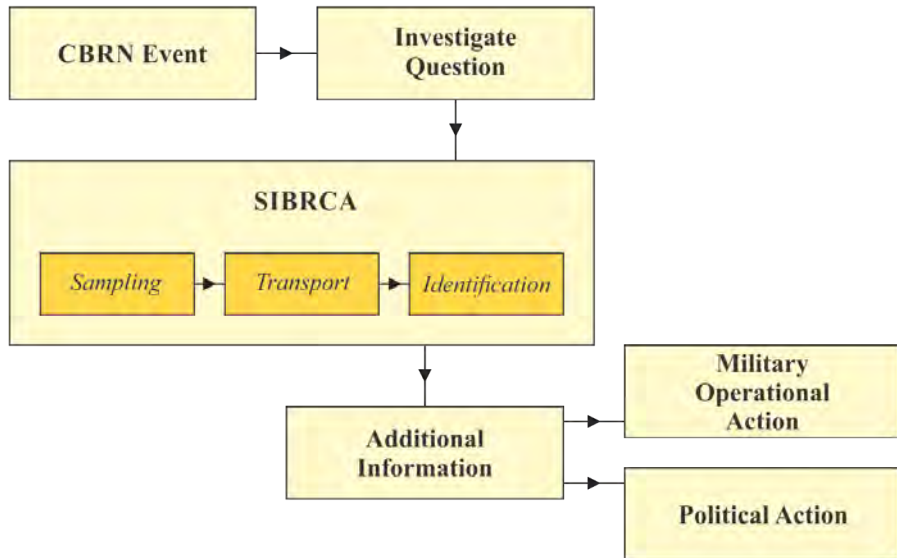 CBRN Event
Investigate
Question
SIBRCA
Sampling
Transport
Identification
Additional
Information
Military
Operational
Action
Political Action